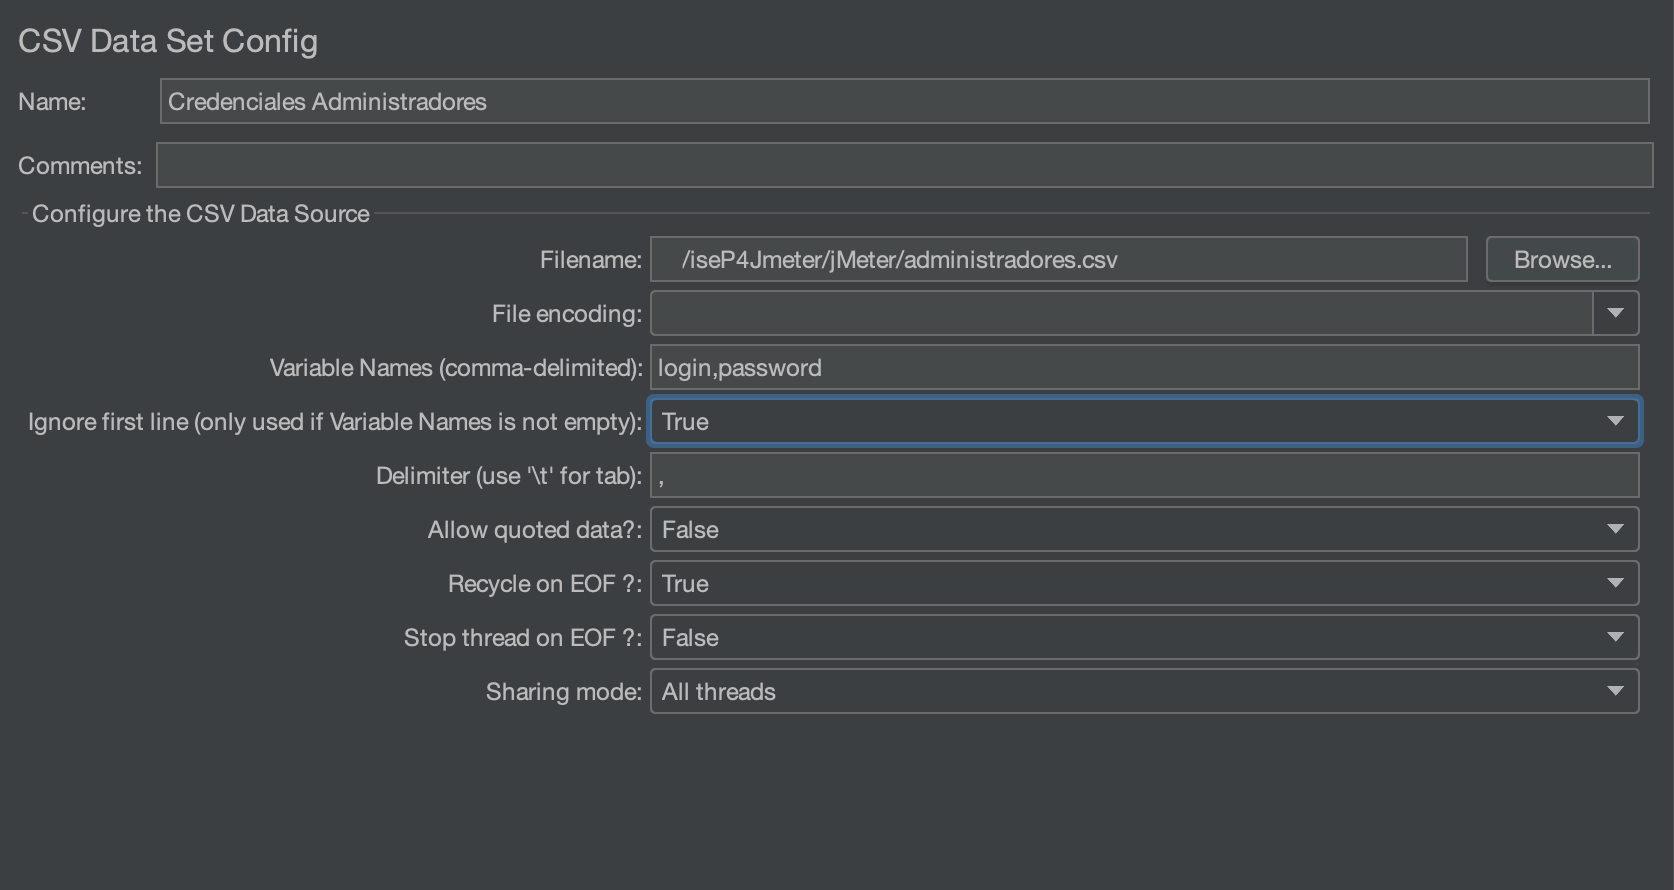 CSV Data Set Config
Name: Credenciales Administradores
Comments:
Configure the CSV Data Source
Filename: /iseP4Jmeter/jMeter/administradores.csv Browse...
File encoding:
Variable Names (comma-delimited): login,password
Ignore first line (only used if Variable Names is not empty): True
Delimiter (use '\t' for tab): ,
Allow quoted data?: False
Recycle on EOF ?: True
Stop thread on EOF ?: False
Sharing mode: All threads